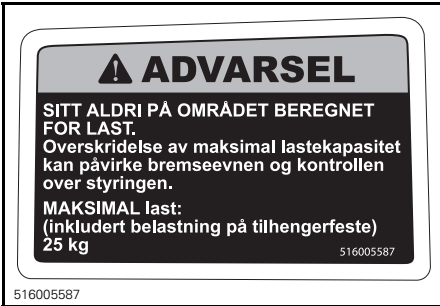 ADVARSEL
SITT ALDRI PÅ OMRÅDET BEREGNET
FOR LAST.
Overskridelse av maksimal lastekapasitet
kan påvirke bremseevnen og kontrollen
over styringen.
MAKSIMAL last:
(inkludert belastning på tilhengerfeste)
25 kg
516005587
516005587